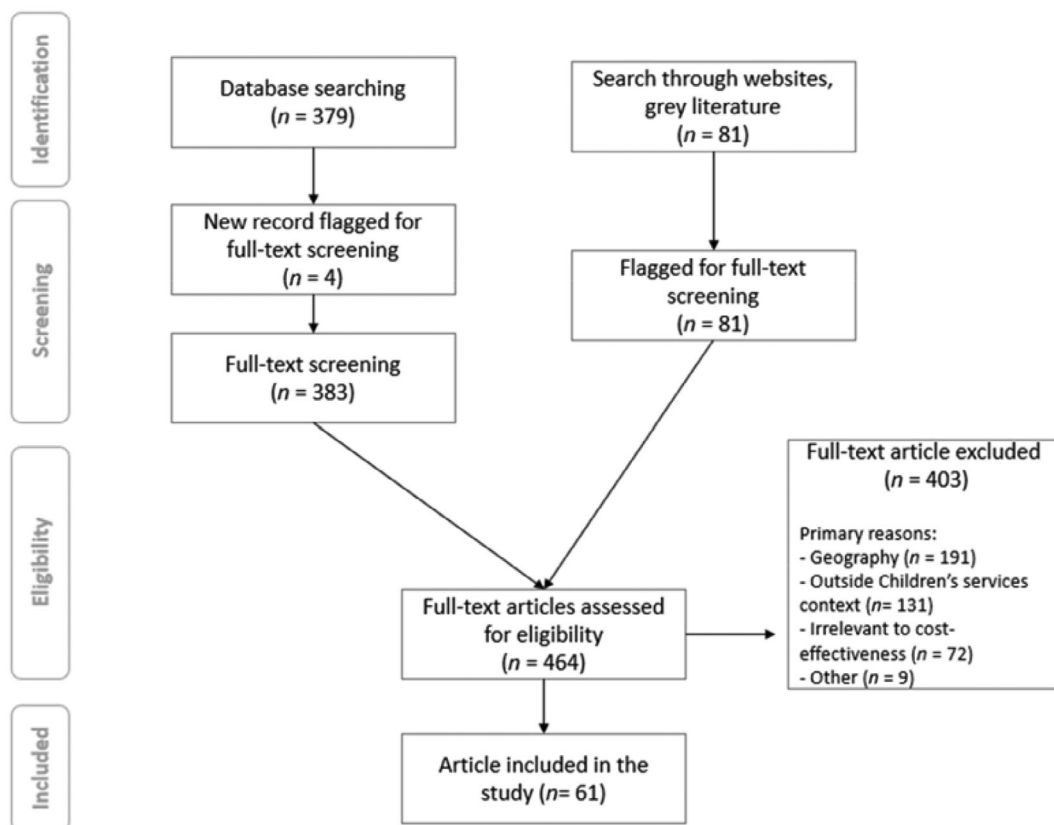 Identification
Database searching
(n = 379)
Search through websites,
grey literature
(n = 81)
Screening
New record flagged for
full-text screening
(n = 4)
Flagged for full-text
screening
(n = 81)
Full-text screening
(n = 383)
Eligibility
Full-text article excluded
(n = 403)
Primary reasons:
- Geography (n = 191)
- Outside Children’s services
context (n= 131)
- Irrelevant to cost-
effectiveness (n = 72)
- Other (n = 9)
Full-text articles assessed
for eligibility
(n = 464)
Included
Article included in the
study (n= 61)